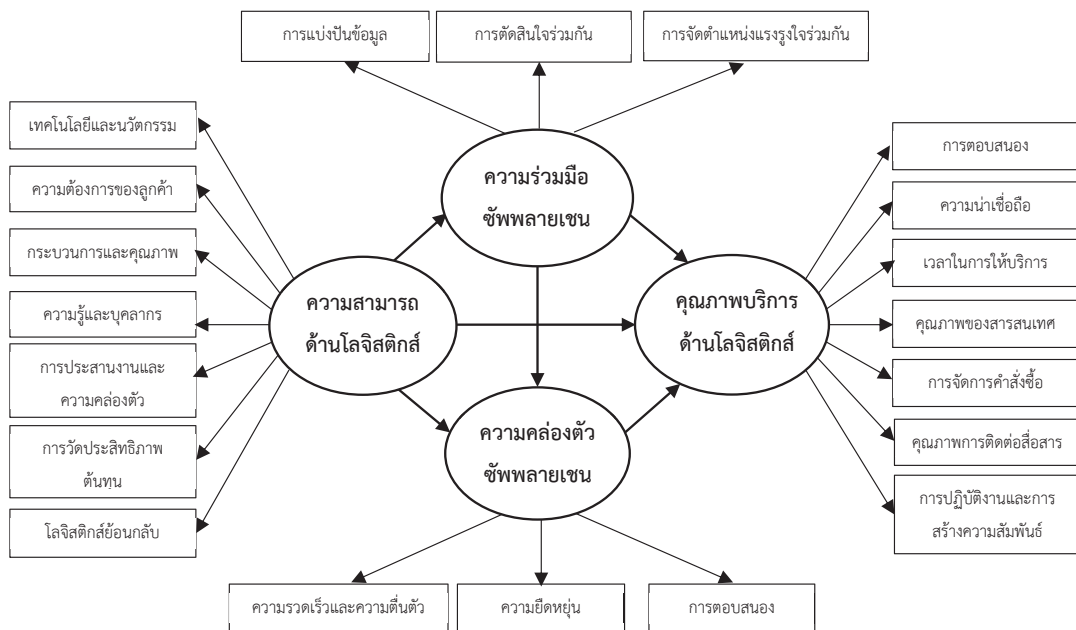 การแบ่งปันข้อมูล
การตัดสินใจร่วมกัน
การจัดตำแหน่งแรงรูงใจร่วมกัน
เทคโนโลยีและนวัตกรรม
ความต้องการของลูกค้า
กระบวนการและคุณภาพ
ความรู้และบุคลากร
การประสานงานและ
ความคล่องตัว
การวัดประสิทธิภาพ
ต้นทุน
โลจิสติกส์ย้อนกลับ
ความร่วมมือ
ซัพพลายเชน
ความสามารถ
ด้านโลจิสติกส์
คุณภาพบริการ
ด้านโลจิสติกส์
ความคล่องตัว
ซัพพลายเชน
การตอบสนอง
ความน่าเชื่อถือ
เวลาในการให้บริการ
คุณภาพของสารสนเทศ
การจัดการคำสั่งซื้อ
คุณภาพการติดต่อสื่อสาร
การปฏิบัติงานและการ
สร้างความสัมพันธ์
ความรวดเร็วและความตื่นตัว
ความยืดหยุ่น
การตอบสนอง